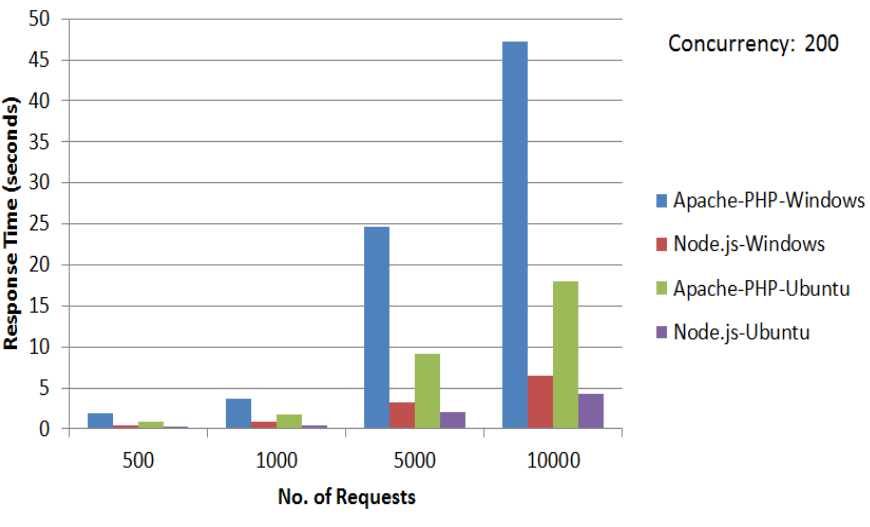 50
45
40
35
30
25
20
15
10
5
0
Response Time (seconds)
500 1000 5000 10000
No. of Requests
Concurrency: 200
Apache-PHP-Windows
Node.js-Windows
Apache-PHP-Ubuntu
Node.js-Ubuntu